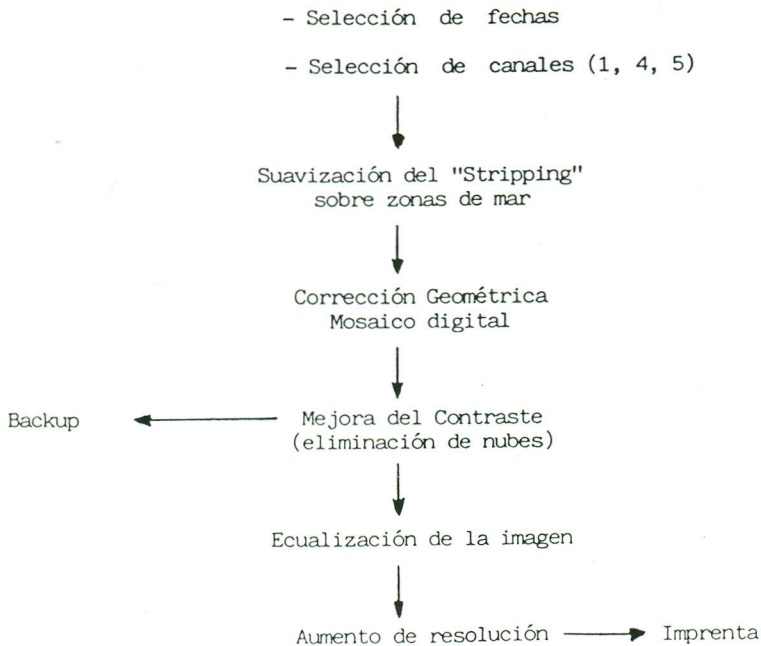 - Selección de fechas
- Selección de canales (1, 4, 5)
Suavización del "Stripping"
sobre zonas de mar
Corrección Geométrica
Mosaico digital
Backup
Mejora del Contraste
(eliminación de nubes)
Ecualización de la imagen
Aumento de resolución
Imprenta